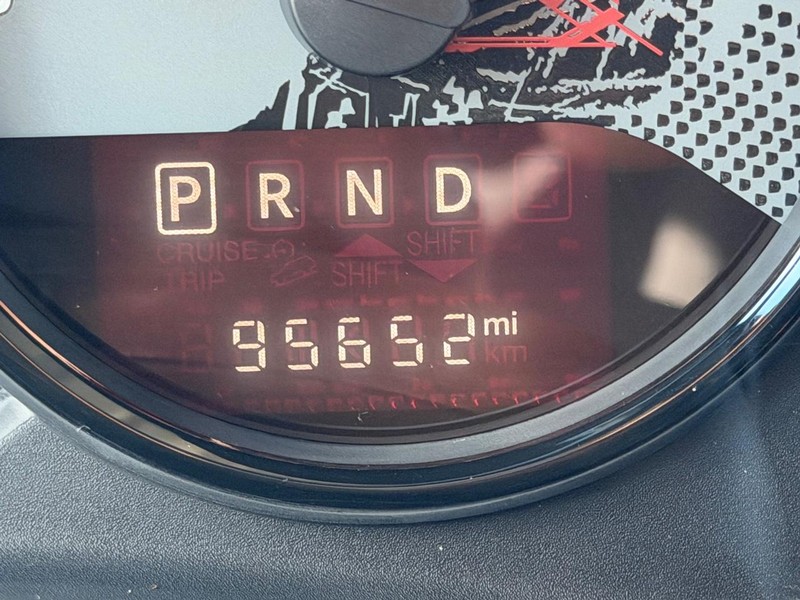 P R N D
CRUISE SHIFT
TRIP SHIFT
95652 mi
km